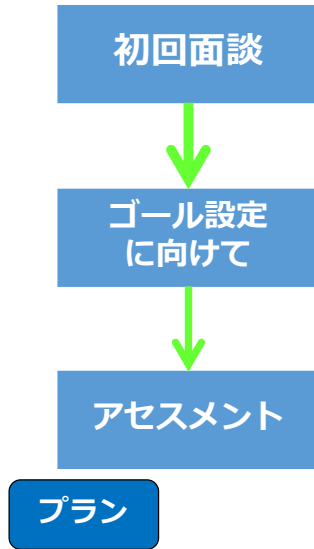 初回面談
ゴール設定
に向けて
アセスメント
プラン